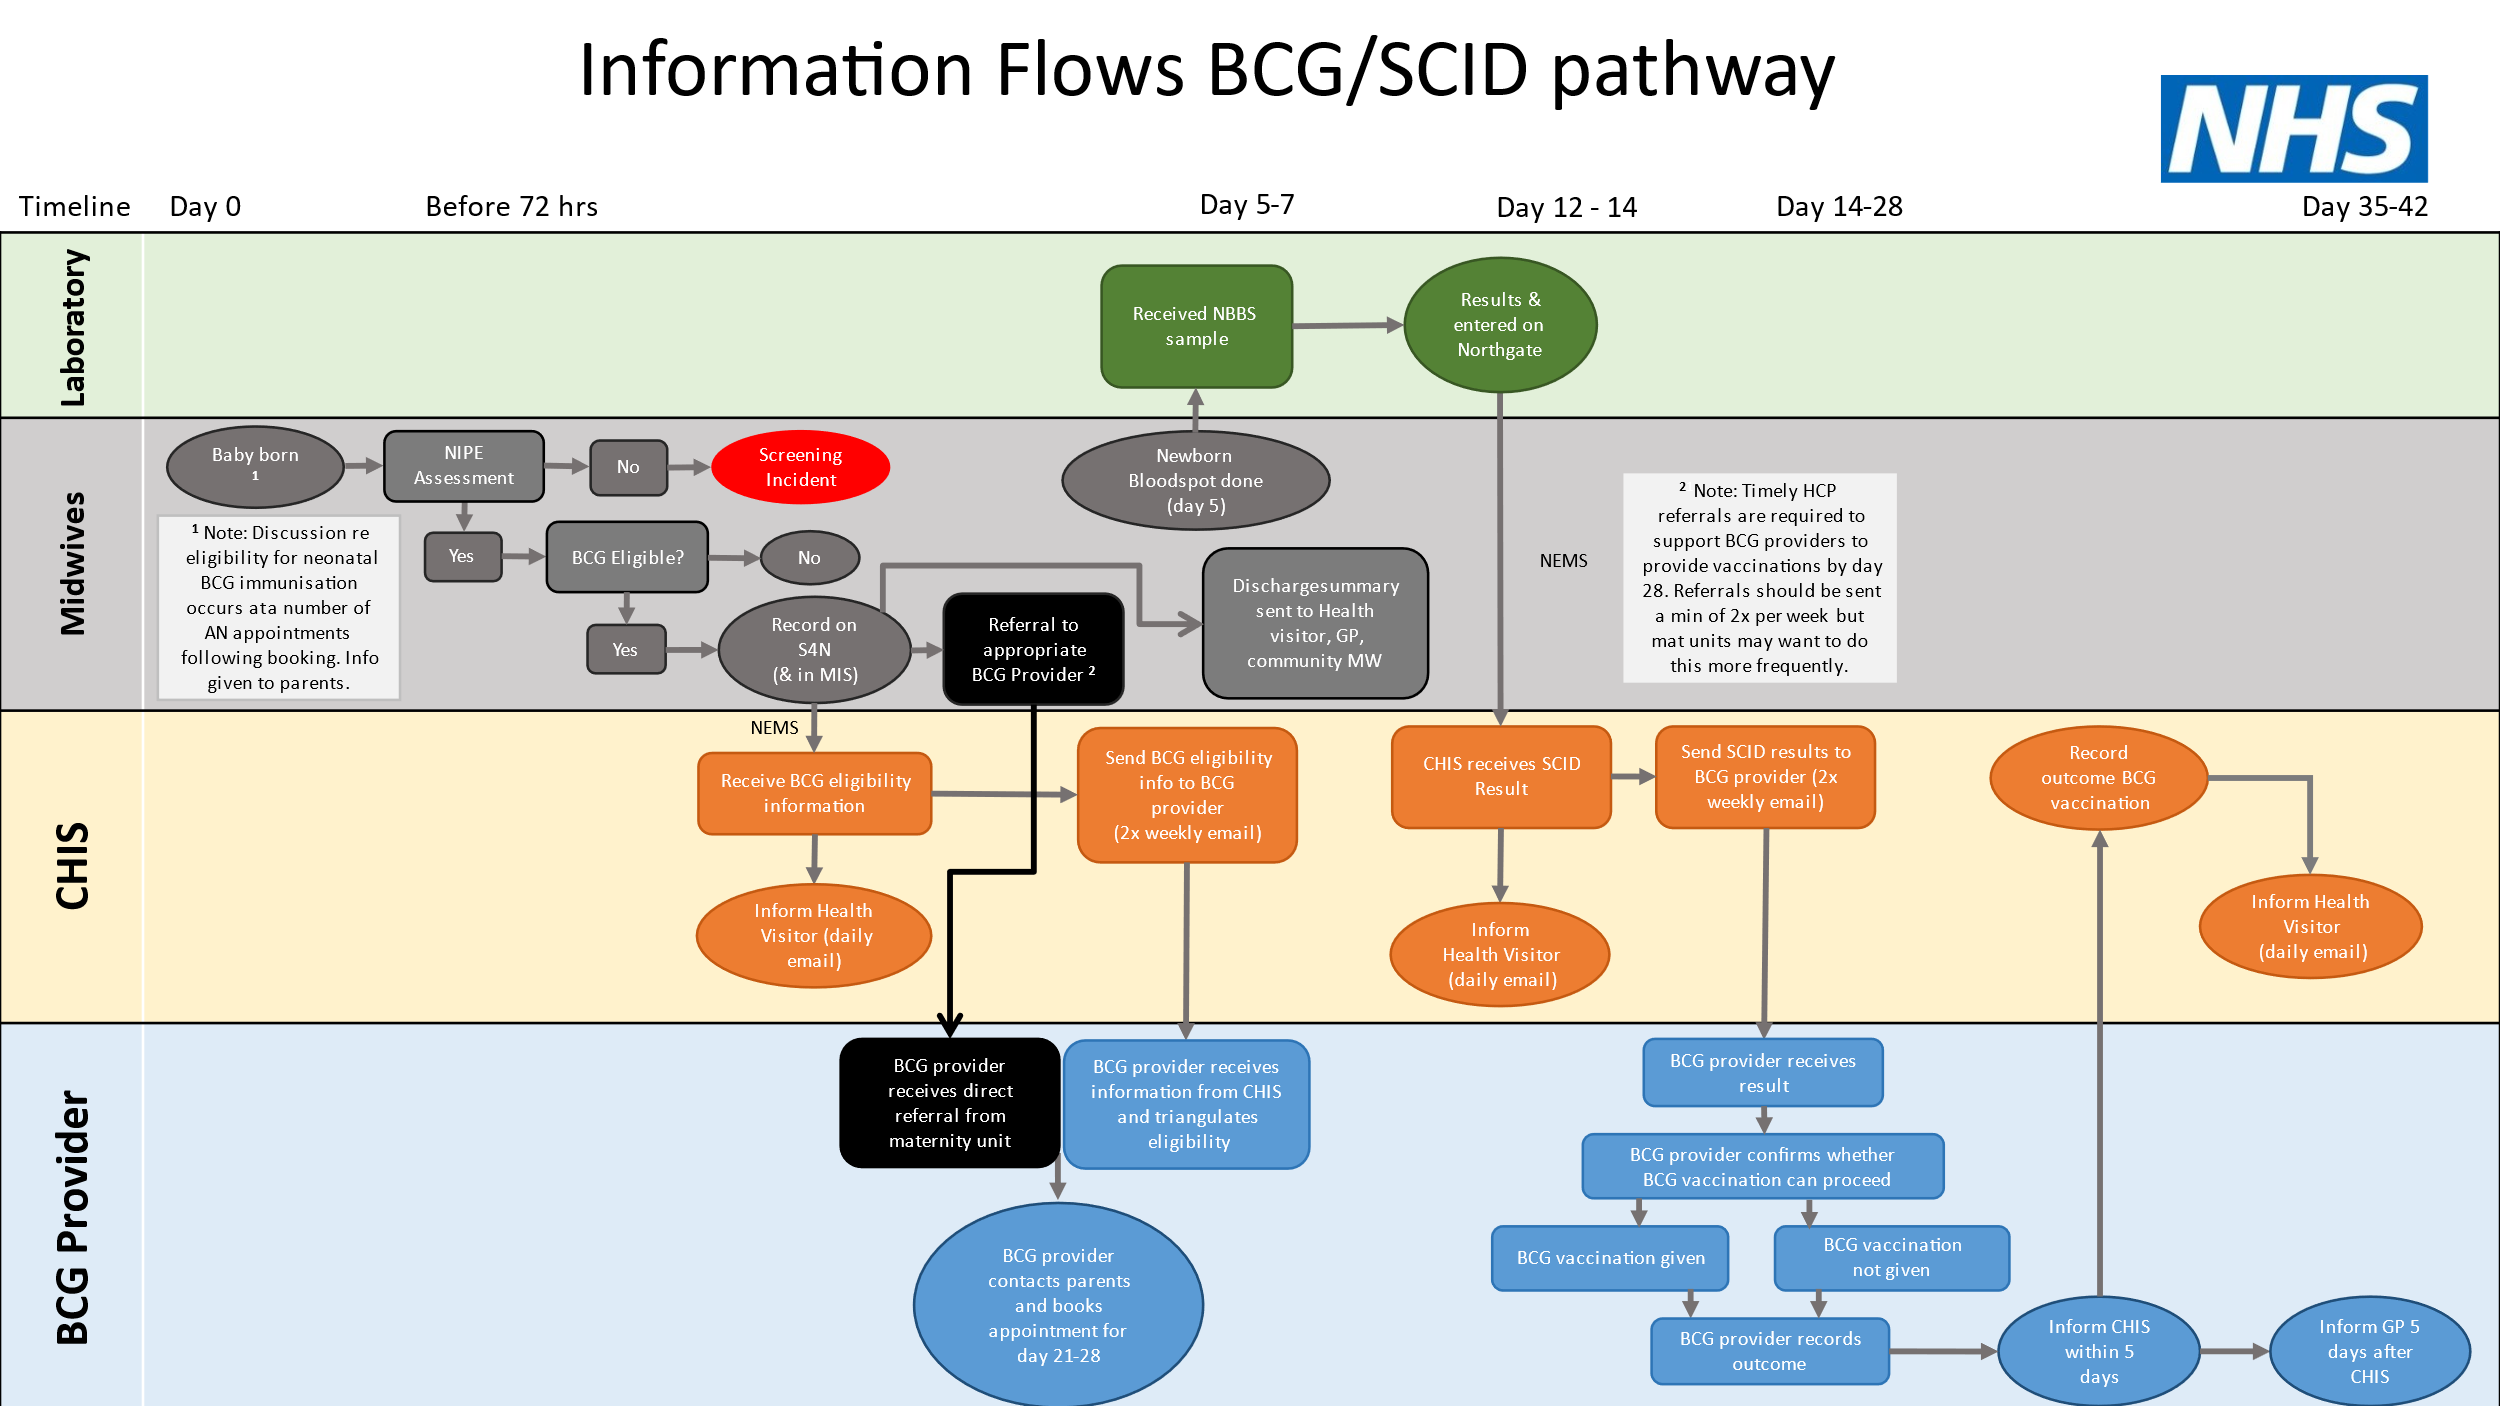 Information Flows BCG/SCID pathway
NHS
Timeline
Day 0
Before 72 hrs
Day 5-7
Day 12 - 14
Day 14-28
Day 35-42
Laboratory
Received NBBS
sample
Results &
entered on
Northgate
Midwives
Baby born
1
NIPE
Assessment
No
Screening
Incident
Yes
BCG Eligible?
No
Yes
Record on
S4N
(& in MIS)
Referral to
appropriate
BCG Provider 2
Newborn
Bloodspot done
(day 5)
Dischargesummary
sent to Health
visitor, GP,
community MW
NEMS
1 Note: Discussion re
eligibility for neonatal
BCG immunisation
occurs ata number of
AN appointments
following booking. Info
given to parents.
2 Note: Timely HCP
referrals are required to
support BCG providers to
provide vaccinations by day
28. Referrals should be sent
a min of 2x per week but
mat units may want to do
this more frequently.
CHIS
NEMS
Receive BCG eligibility
information
Inform Health
Visitor (daily
email)
Send BCG eligibility
info to BCG
provider
(2x weekly email)
CHIS receives SCID
Result
Inform
Health Visitor
(daily email)
Send SCID results to
BCG provider (2x
weekly email)
Record
outcome BCG
vaccination
Inform Health
Visitor
(daily email)
BCG Provider
BCG provider
receives direct
referral from
maternity unit
BCG provider receives
information from CHIS
and triangulates
eligibility
BCG provider
contacts parents
and books
appointment for
day 21-28
BCG provider receives
result
BCG provider confirms whether
BCG vaccination can proceed
BCG vaccination given
BCG vaccination
not given
BCG provider records
outcome
Inform CHIS
within 5
days
Inform GP 5
days after
CHIS